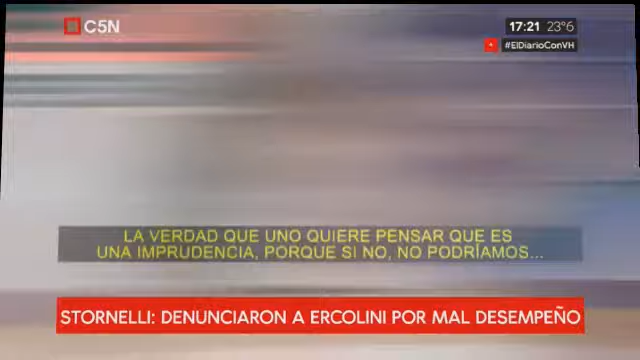 C5N
17:21 23°6
#ElDiarioConVH
LA VERDAD QUE UNO QUIERE PENSAR QUE ES
UNA IMPRUDENCIA, PORQUE SI NO, NO PODRÍAMOS...
STORNELLI: DENUNCIARON A ERCOLINI POR MAL DESEMPEÑO